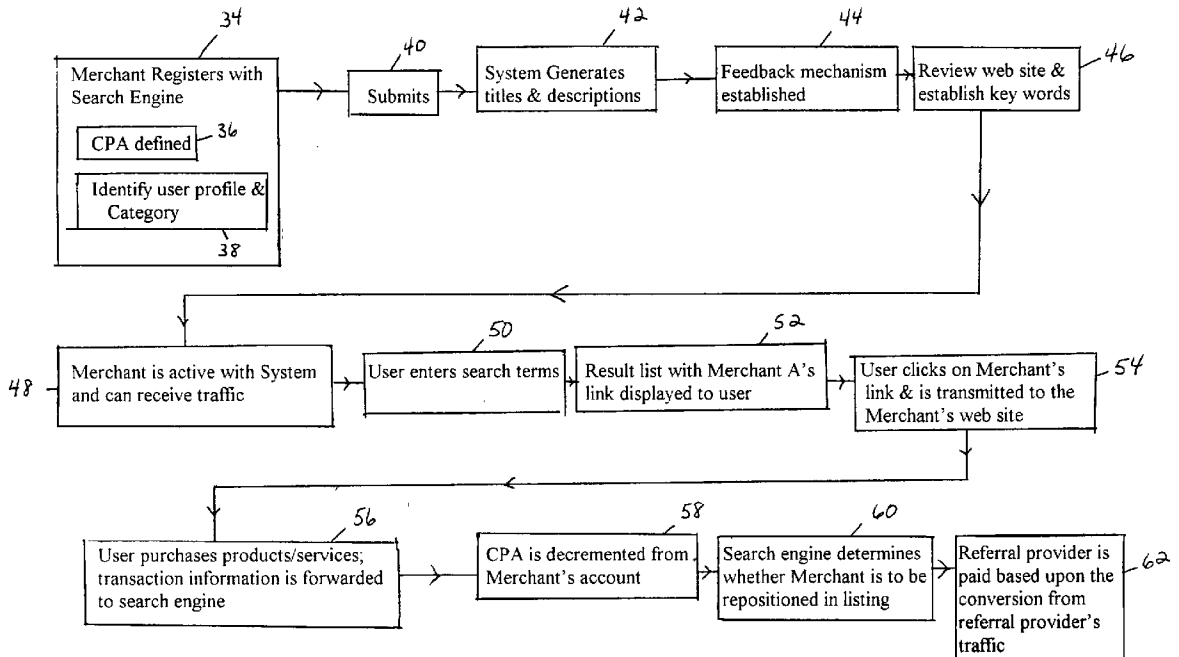 34
Merchant Registers with
Search Engine
CPA defined
36
Identify user profile &
Category
38
40
Submits
42
System Generates
titles & descriptions
44
Feedback mechanism
established
Review web site &
establish key words
46
48
Merchant is active with System
and can receive traffic
50
User enters search terms
52
Result list with Merchant A's
link displayed to user
User clicks on Merchant's
link & is transmitted to the
Merchant's web site
54
56
User purchases products/services;
transaction information is forwarded
to search engine
58
CPA is decremented from
Merchant's account
60
Search engine determines
whether Merchant is to be
repositioned in listing
Referral provider is
paid based upon the
conversion from
referral provider's
traffic
62